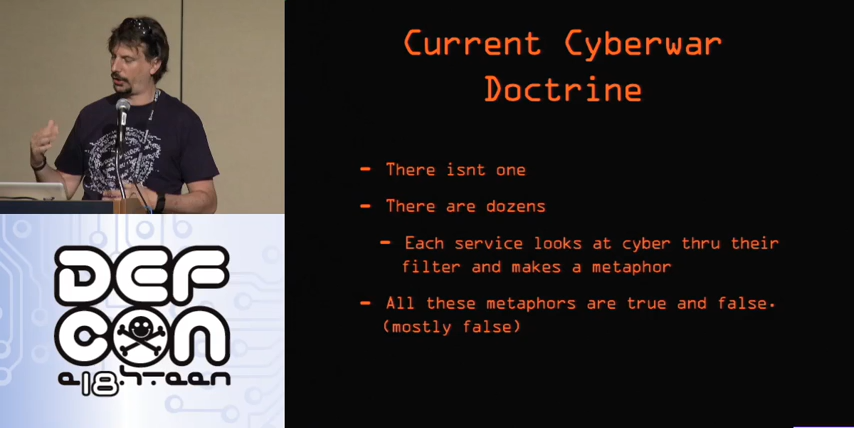 Current Cyberwar
Doctrine
- There isnt one
- There are dozens
- Each service looks at cyber thru their
filter and makes a metaphor
- All these metaphors are true and false.
(mostly false)
DEF
CON